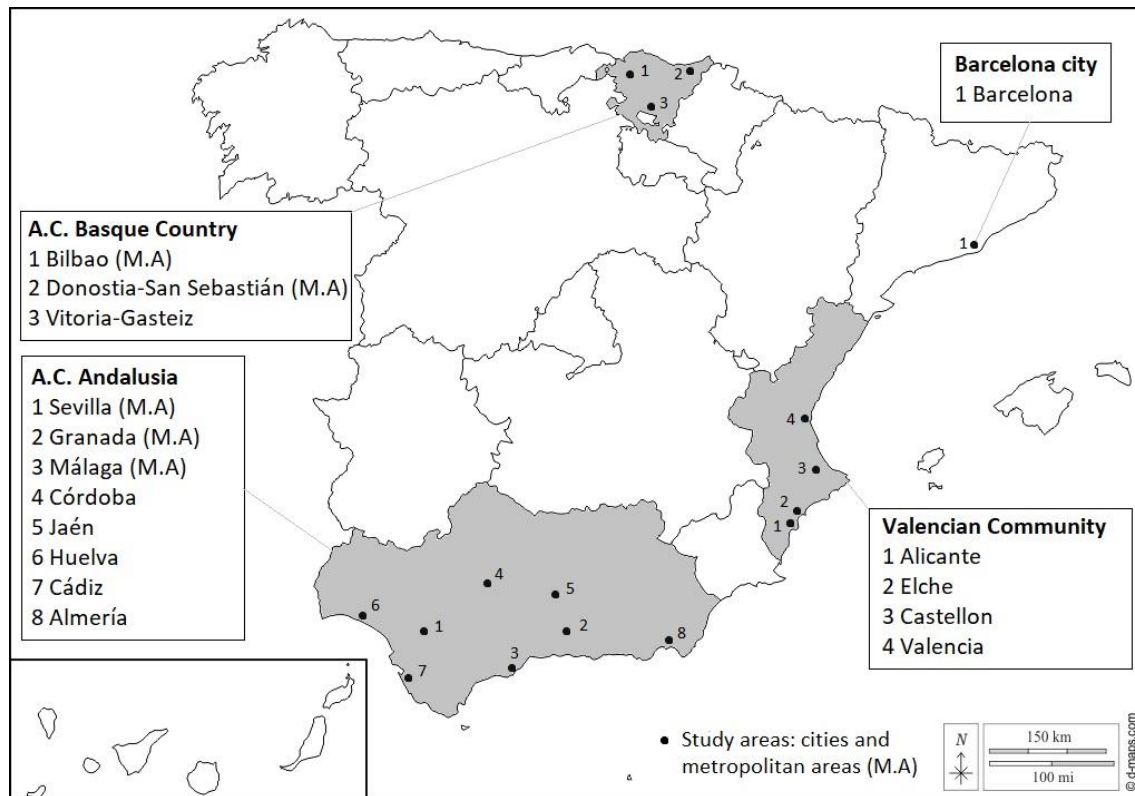 1
2
3
Barcelona city
1 Barcelona
A.C. Basque Country
1 Bilbao (M.A)
2 Donostia-San Sebastián (M.A)
3 Vitoria-Gasteiz
1
A.C. Andalusia
1 Sevilla (M.A)
2 Granada (M.A)
3 Málaga (M.A)
4 Córdoba
5 Jaén
6 Huelva
7 Cádiz
8 Almería
4
3
2
1
Valencian Community
1 Alicante
2 Elche
3 Castellon
4 Valencia
4
5
6
1
2
8
3
7
Study areas: cities and
metropolitan areas (M.A)
N
150 km
100 mi
© d-maps.com